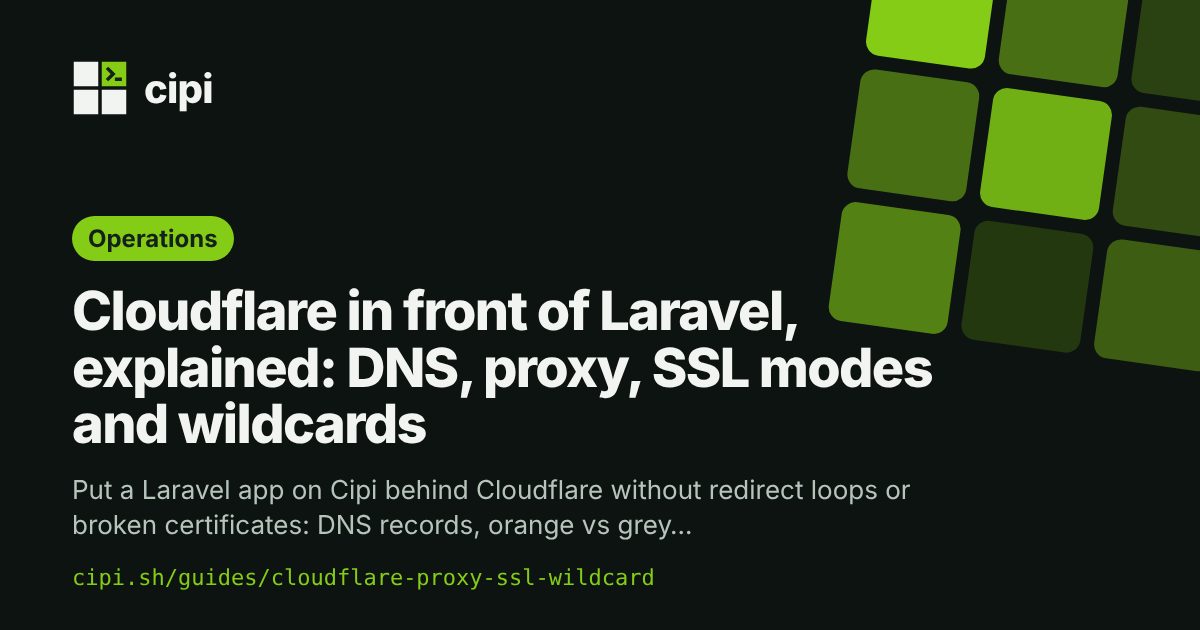 cipi
Operations
Cloudflare in front of Laravel,
explained: DNS, proxy, SSL modes
and wildcards
Put a Laravel app on Cipi behind Cloudflare without redirect loops or
broken certificates: DNS records, orange vs grey...
cipi.sh/guides/cloudflare-proxy-ssl-wildcard